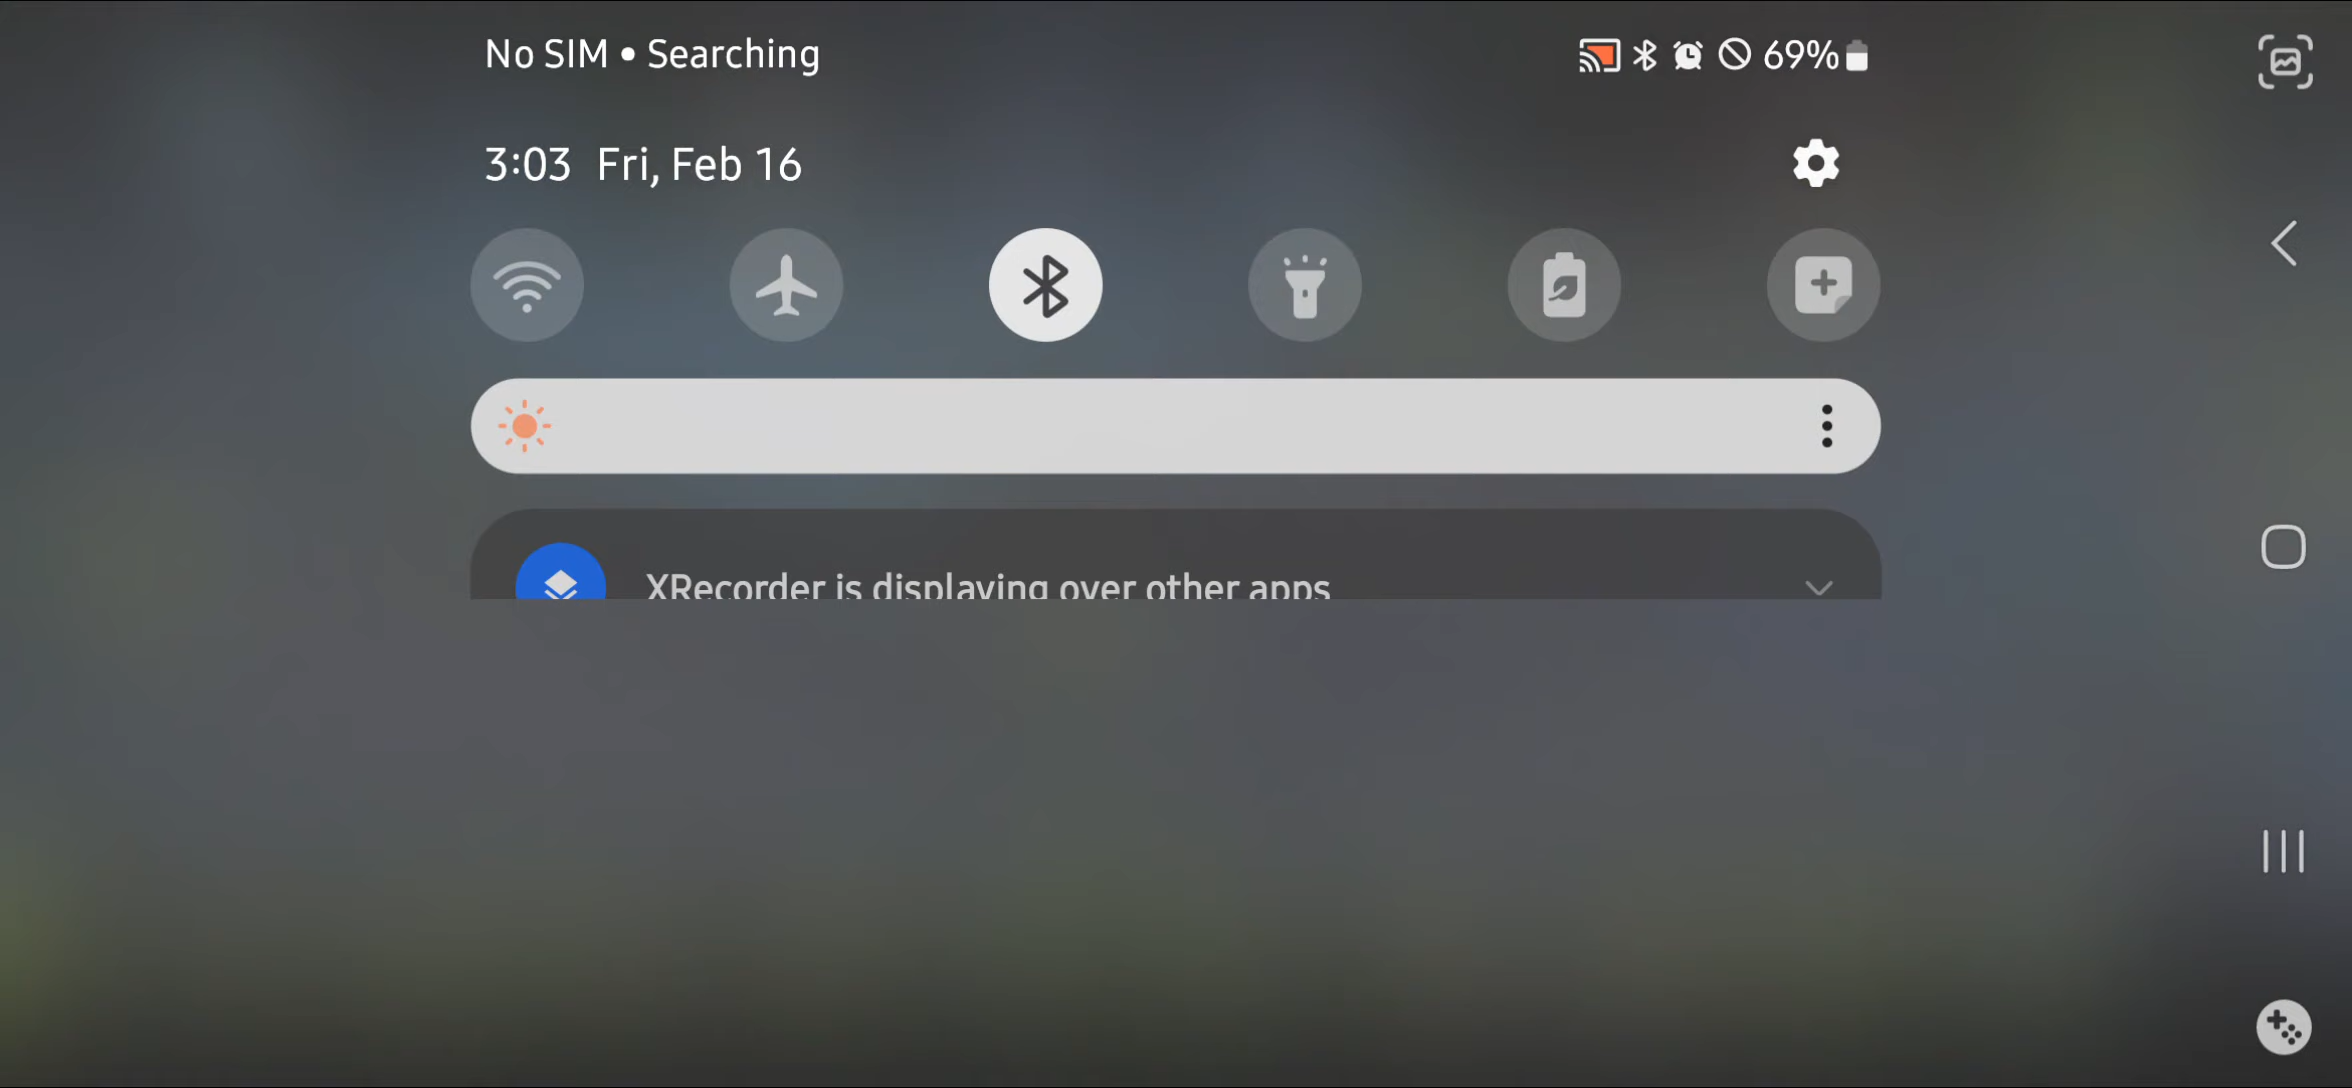 No SIM • Searching
69%
3:03 Fri, Feb 16
XRecorder is displaying over other apps